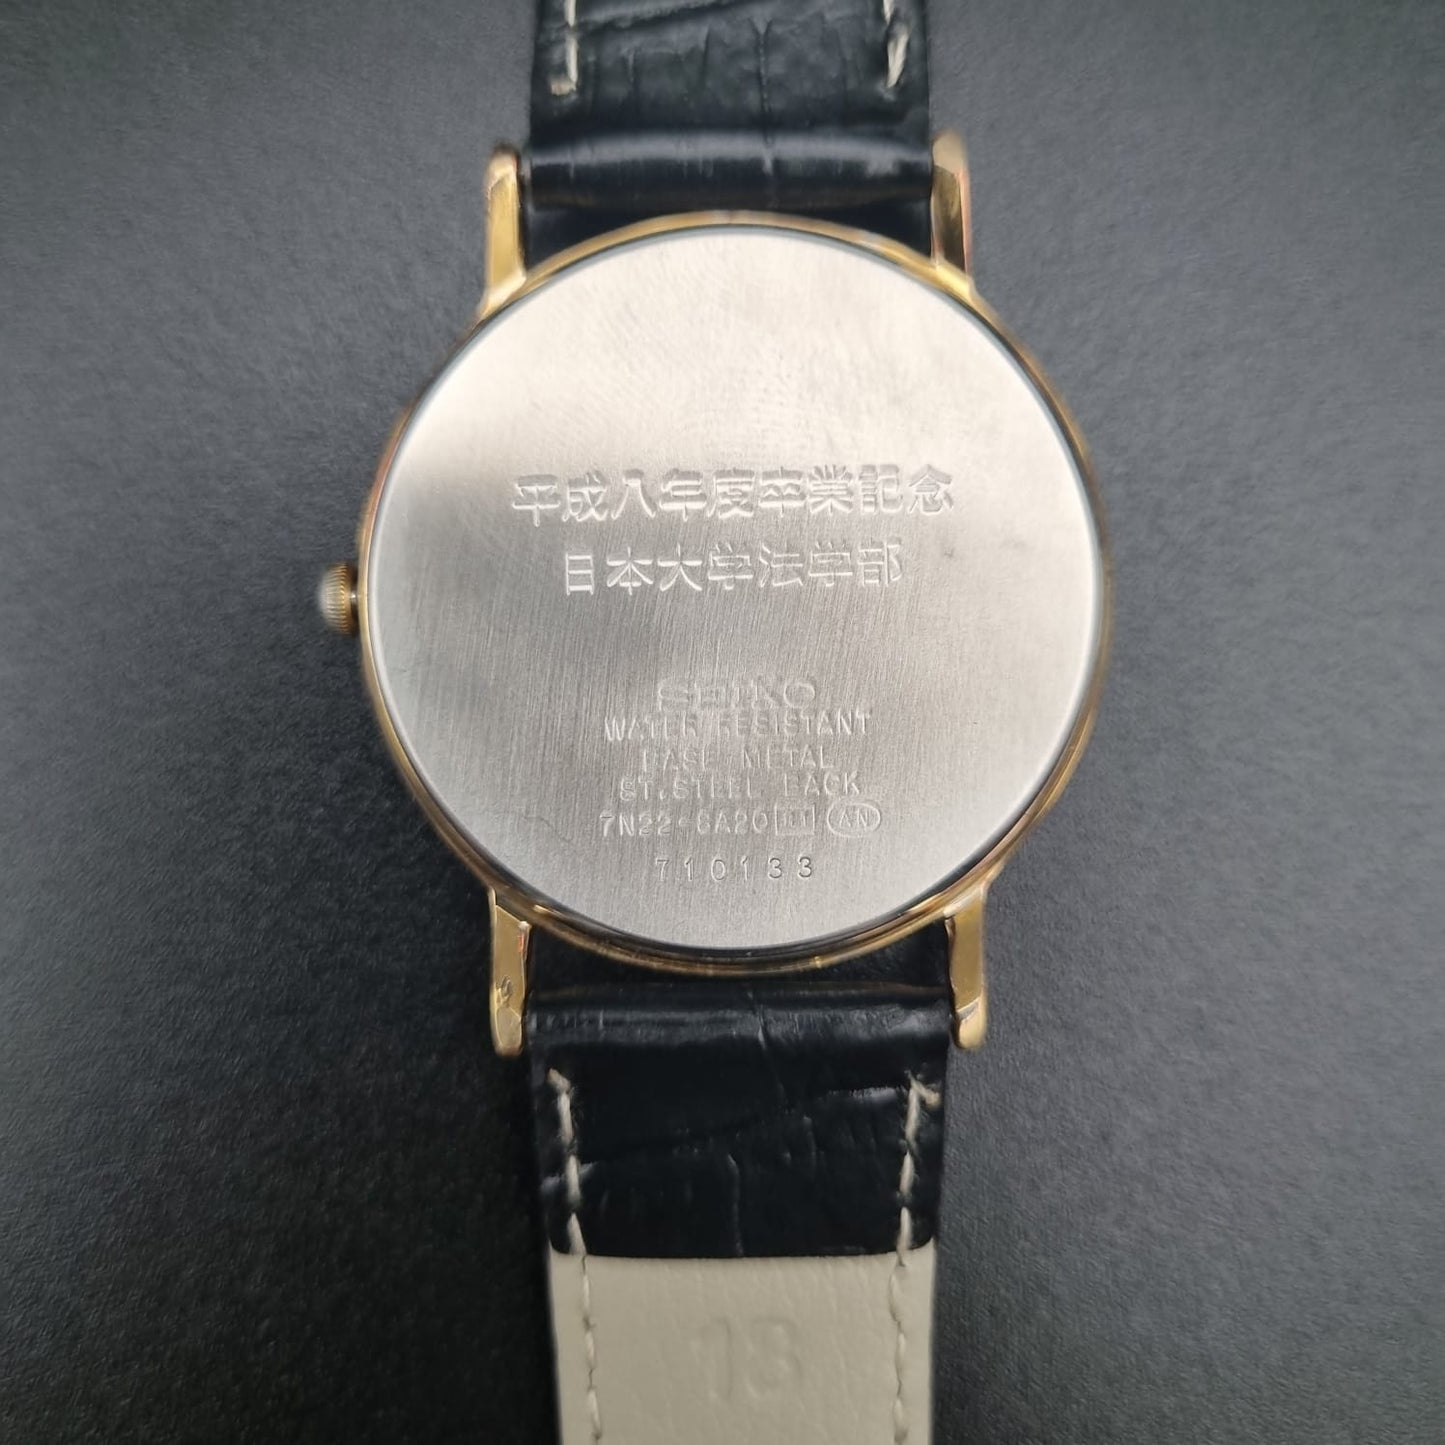 平成八年度卒業記念
日本大学法学部
SEIKO
WATER RESISTANT
BASE METAL
ST.STEEL BACK
7N22-8A20 AN
710133
18